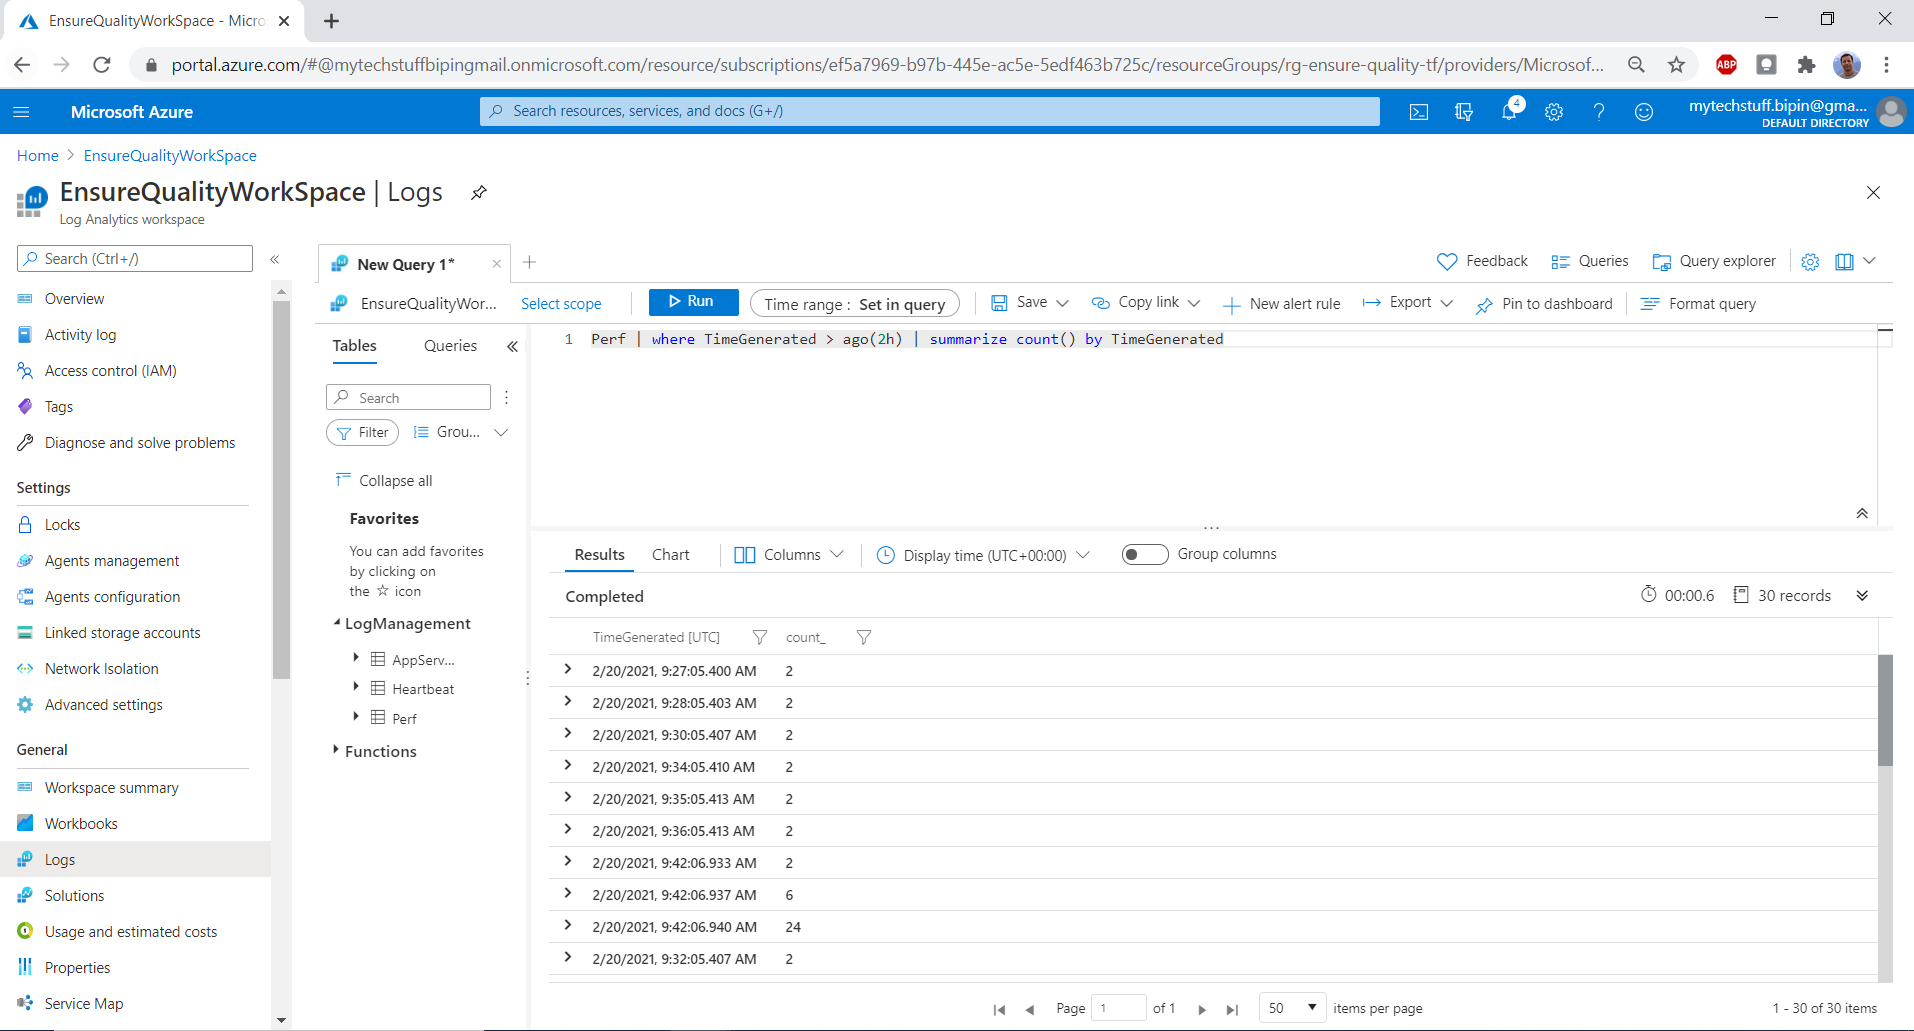 EnsureQualityWorkSpace - Micro
portal.azure.com/#@mytechstuffbipingmail.onmicrosoft.com/resource/subscriptions/ef5a7969-b97b-445e-ac5e-5edf463b725c/resourceGroups/rg-ensure-quality-tf/providers/Microsof...
ABP
Microsoft Azure
Search resources, services, and docs (G+/)
4
mytechstuff.bipin@gma...
DEFAULT DIRECTORY
Home > EnsureQualityWorkSpace
EnsureQualityWorkSpace | Logs
Log Analytics workspace
Search (Ctrl+/)
Overview
Activity log
Access control (IAM)
Tags
Diagnose and solve problems
Settings
Locks
Agents management
Agents configuration
Linked storage accounts
Network Isolation
Advanced settings
General
Workspace summary
Workbooks
Logs
Solutions
Usage and estimated costs
Properties
Service Map
New Query 1*
Feedback
Queries
Query explorer
EnsureQualityWor...
Select scope
Run
Time range : Set in query
Save
Copy link
New alert rule
Export
Pin to dashboard
Format query
Tables
Queries
Search
Filter
Grou...
Collapse all
Favorites
You can add favorites
by clicking on
the ☆ icon
LogManagement
AppServ...
Heartbeat
Perf
Functions
1 Perf | where TimeGenerated > ago(2h) | summarize count() by TimeGenerated
Results
Chart
Columns
Display time (UTC+00:00)
Group columns
Completed
00:00.6
30 records
TimeGenerated [UTC] count_
2/20/2021, 9:27:05.400 AM 2
2/20/2021, 9:28:05.403 AM 2
2/20/2021, 9:30:05.407 AM 2
2/20/2021, 9:34:05.410 AM 2
2/20/2021, 9:35:05.413 AM 2
2/20/2021, 9:36:05.413 AM 2
2/20/2021, 9:42:06.933 AM 2
2/20/2021, 9:42:06.937 AM 6
2/20/2021, 9:42:06.940 AM 24
2/20/2021, 9:32:05.407 AM 2
Page 1 of 1
50 items per page
1 - 30 of 30 items